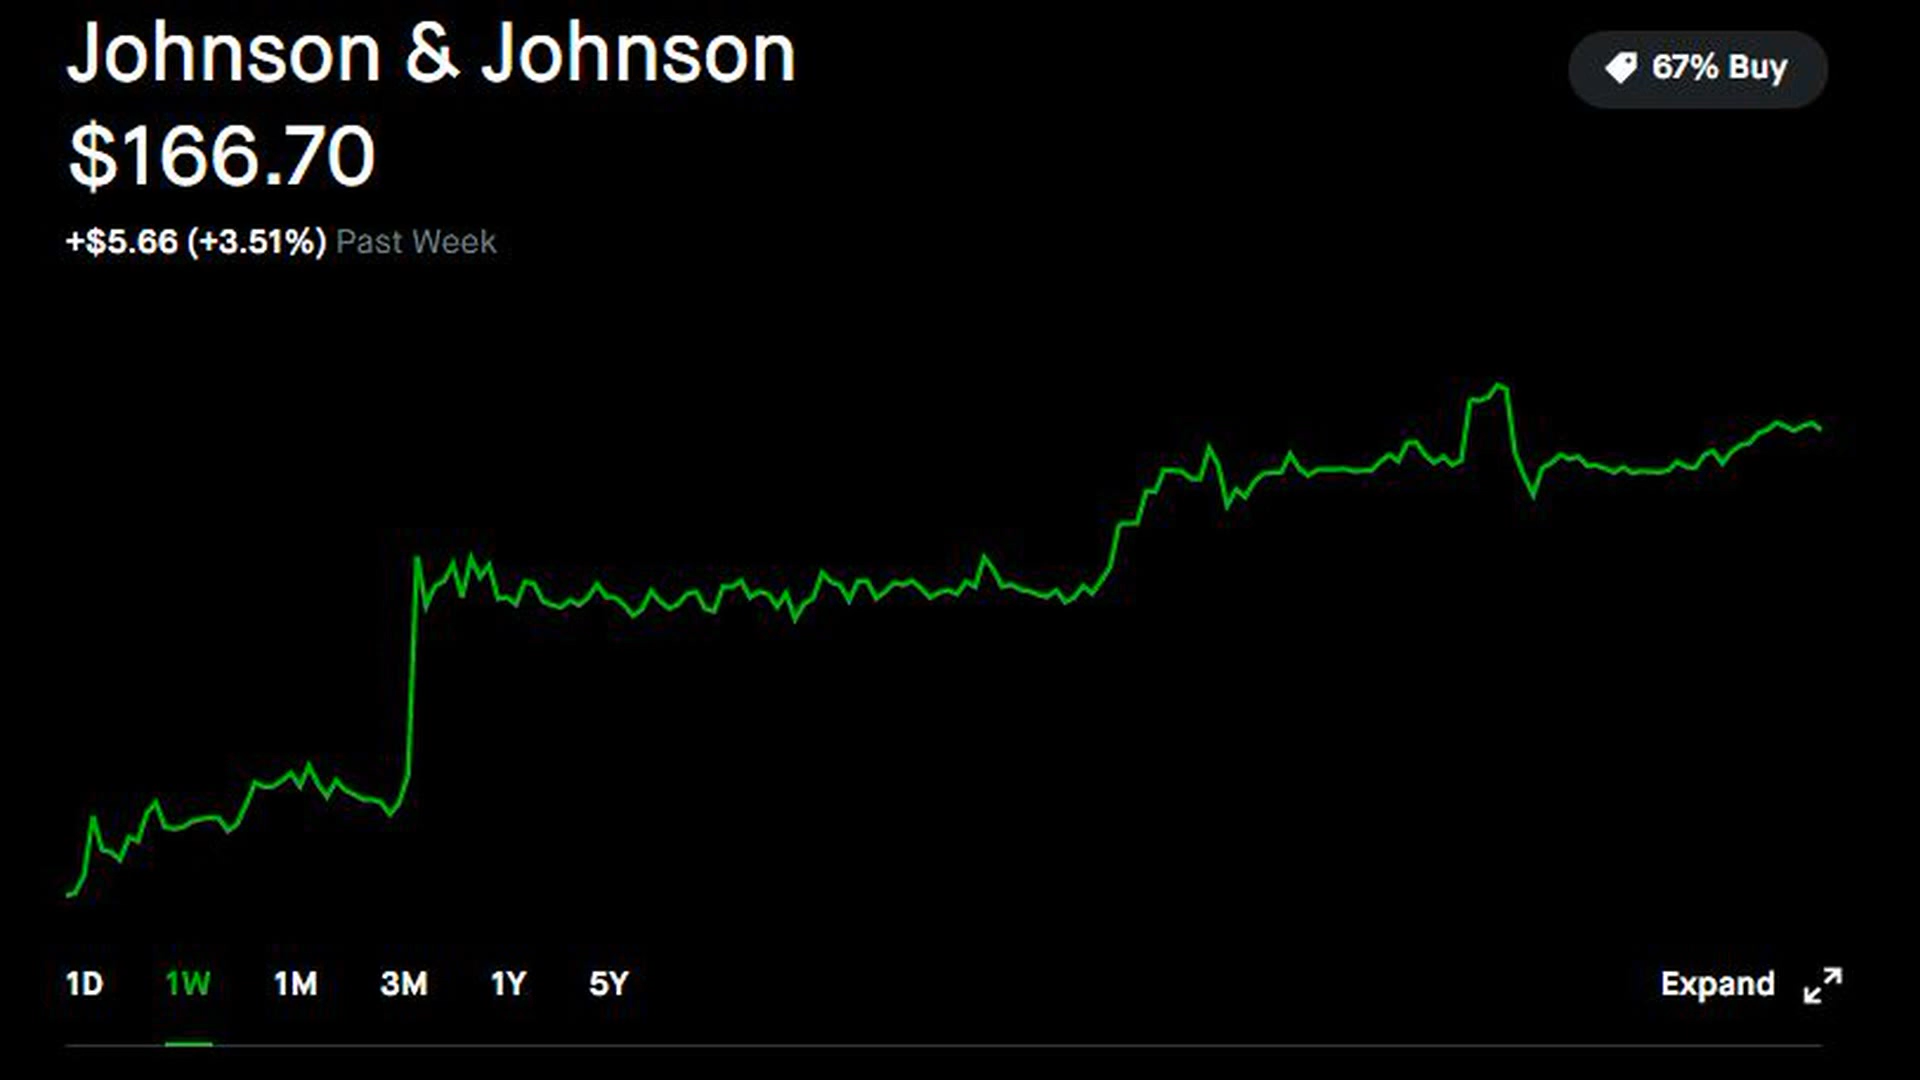 Johnson & Johnson
67% Buy
$166.70
+$5.66 (+3.51%) Past Week
1D 1W 1M 3M 1Y 5Y Expand